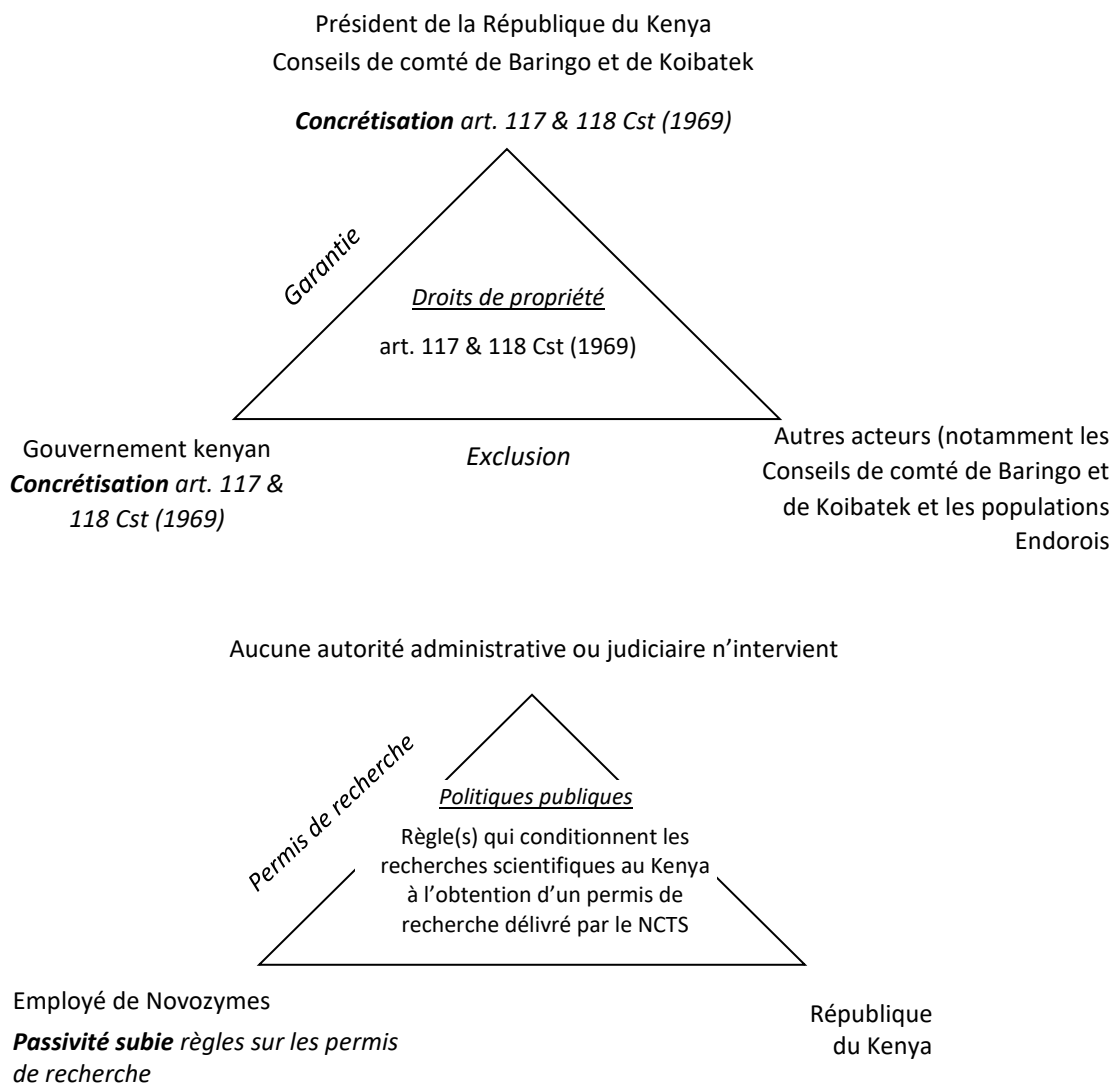 Président de la République du Kenya
Conseils de comté de Baringo et de Koibatek
Concrétisation art. 117 & 118 Cst (1969)
Garantie
Droits de propriété
art. 117 & 118 Cst (1969)
Gouvernement kenyan
Concrétisation art. 117 &
118 Cst (1969)
Exclusion
Autres acteurs (notamment les
Conseils de comté de Baringo et
de Koibatek et les populations
Endorois
Aucune autorité administrative ou judiciaire n’intervient
Permis de recherche
Politiques publiques
Règle(s) qui conditionnent les
recherches scientifiques au Kenya
à l’obtention d’un permis de
recherche délivré par le NCTS
Employé de Novozymes
Passivité subie règles sur les permis
de recherche
République
du Kenya